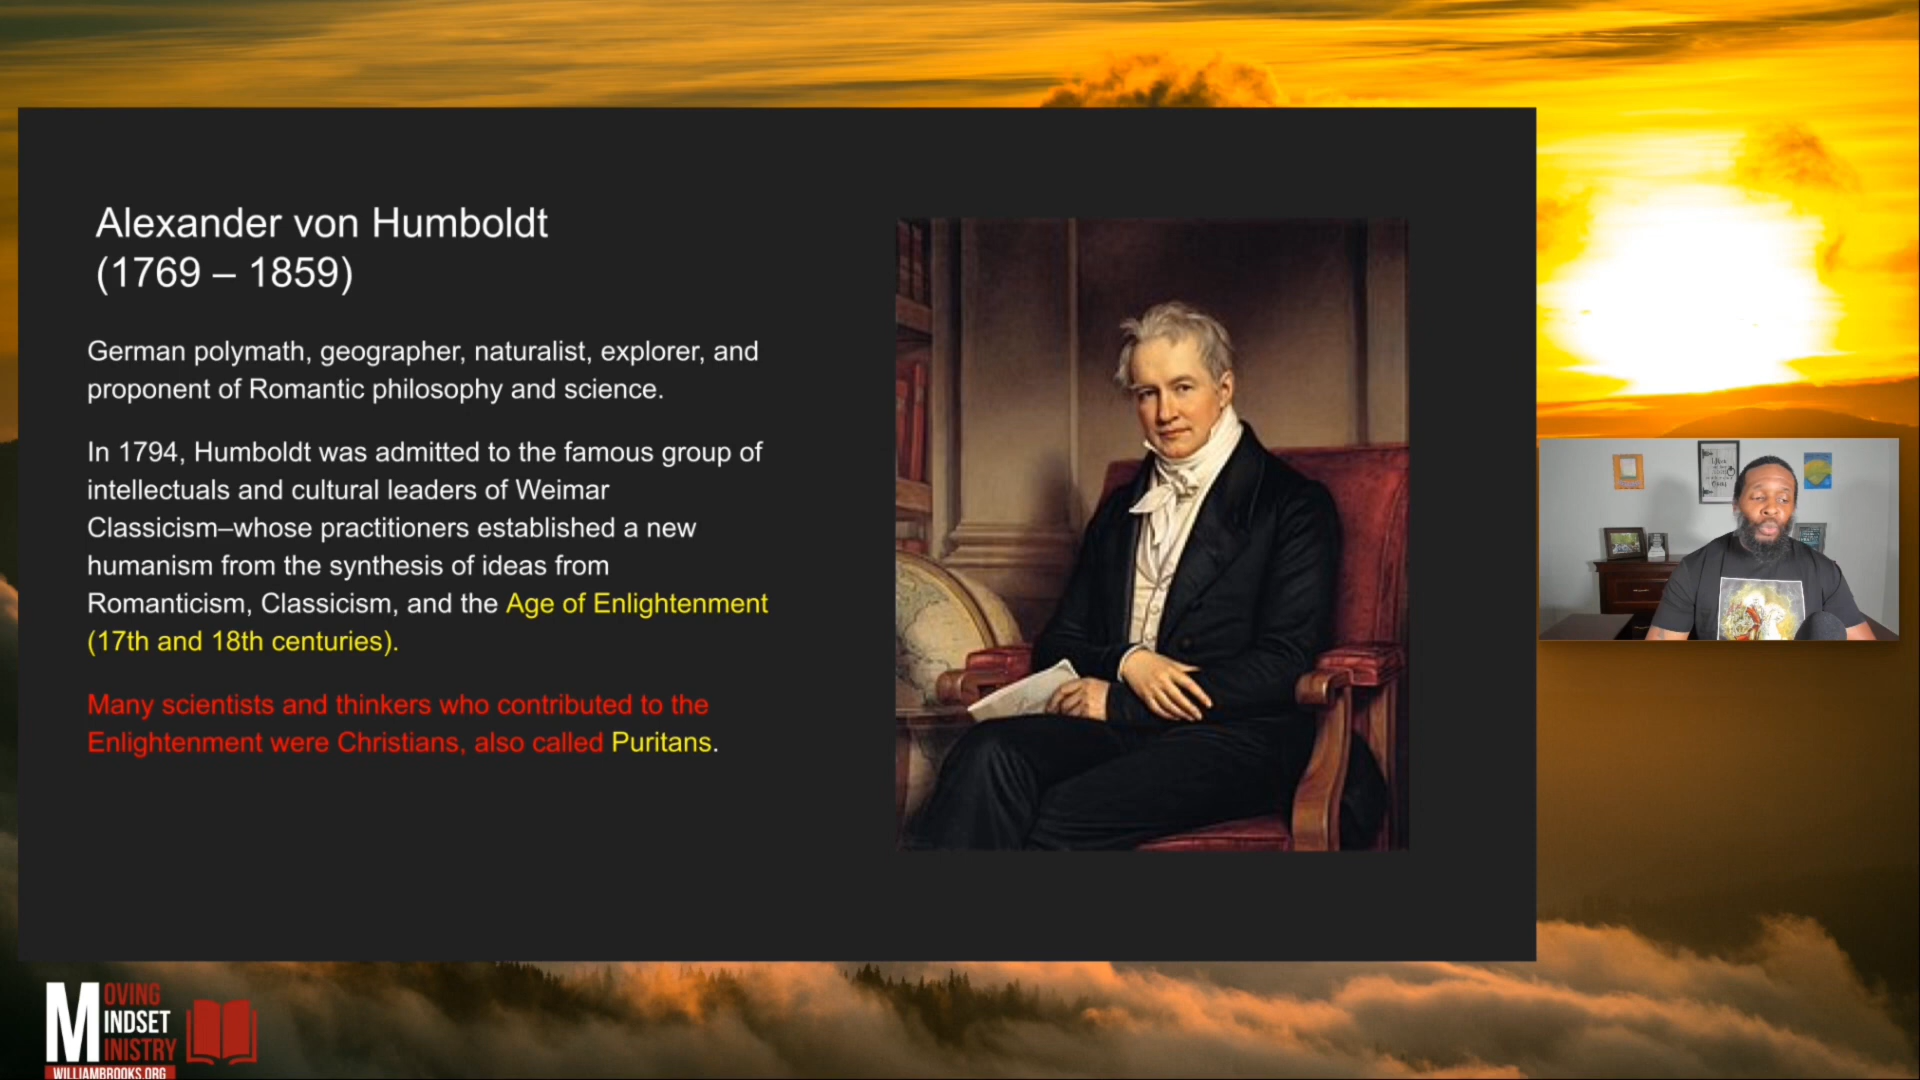 Alexander von Humboldt
(1769 – 1859)
German polymath, geographer, naturalist, explorer, and
proponent of Romantic philosophy and science.
In 1794, Humboldt was admitted to the famous group of
intellectuals and cultural leaders of Weimar
Classicism–whose practitioners established a new
humanism from the synthesis of ideas from
Romanticism, Classicism, and the Age of Enlightenment
(17th and 18th centuries).
Many scientists and thinkers who contributed to the
Enlightenment were Christians, also called Puritans.
MOVING
MINDSET
MINISTRY
WILLIAMBROOKS.ORG